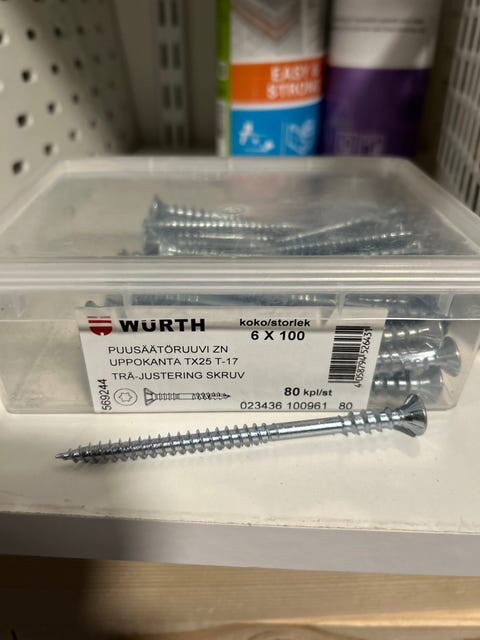 EASY &
STRONG
WÜRTH
koko/storlek
6 X 100
PUUSÄÄTÖRUUVI ZN
UPPOKANTA TX25 T-17
TRÄ-JUSTERING SKRUV
80 kpl/st
023436 100961 80
569244
4058794526431